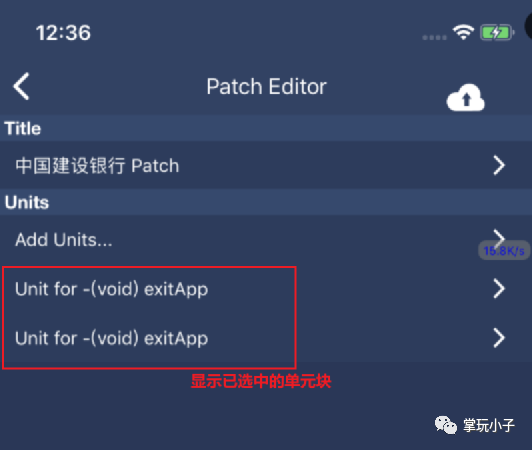 12:36
Patch Editor
Title
中国建设银行 Patch
Units
Add Units...
15.8K/s
Unit for -(void) exitApp
Unit for -(void) exitApp
显示已选中的单元块
掌玩小子